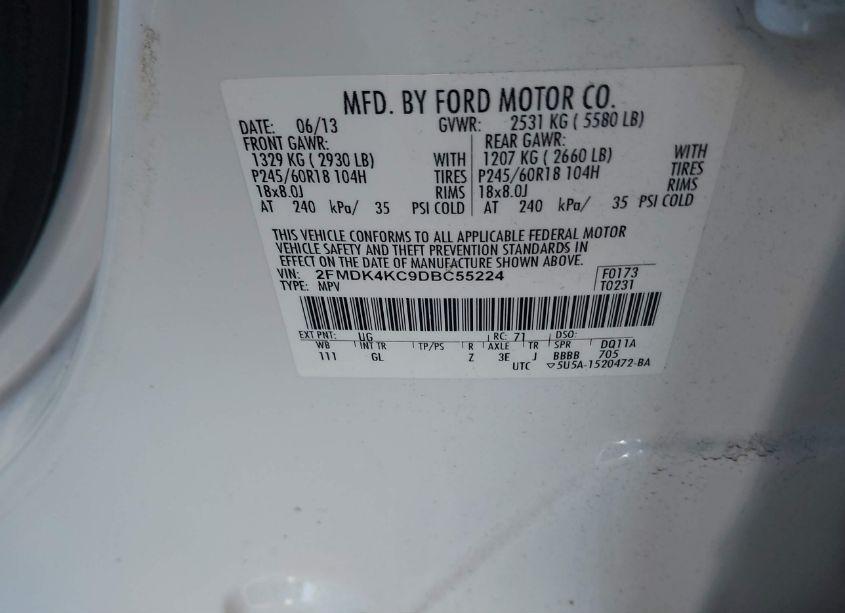 MFD. BY FORD MOTOR CO.
DATE: 06/13 GVWR: 2531 KG ( 5580 LB)
FRONT GAWR: REAR GAWR:
1329 KG ( 2930 LB) WITH 1207 KG ( 2660 LB) WITH
P245/60R18 104H TIRES P245/60R18 104H TIRES
18x8.0J RIMS 18x8.0J RIMS
AT 240 kPa/ 35 PSI COLD AT 240 kPa/ 35 PSI COLD
THIS VEHICLE CONFORMS TO ALL APPLICABLE FEDERAL MOTOR
VEHICLE SAFETY AND THEFT PREVENTION STANDARDS IN
EFFECT ON THE DATE OF MANUFACTURE SHOWN ABOVE.
VIN: 2FMDK4KC9DBC55224 F0173
TYPE: MPV T0231
EXT PNT: UG RC: 71 DSO:
WB INT TR TP/PS R AXLE TR SPR DQ11A
111 GL Z 3E J BBBB 705
UTC ▽5U5A-1520472-BA